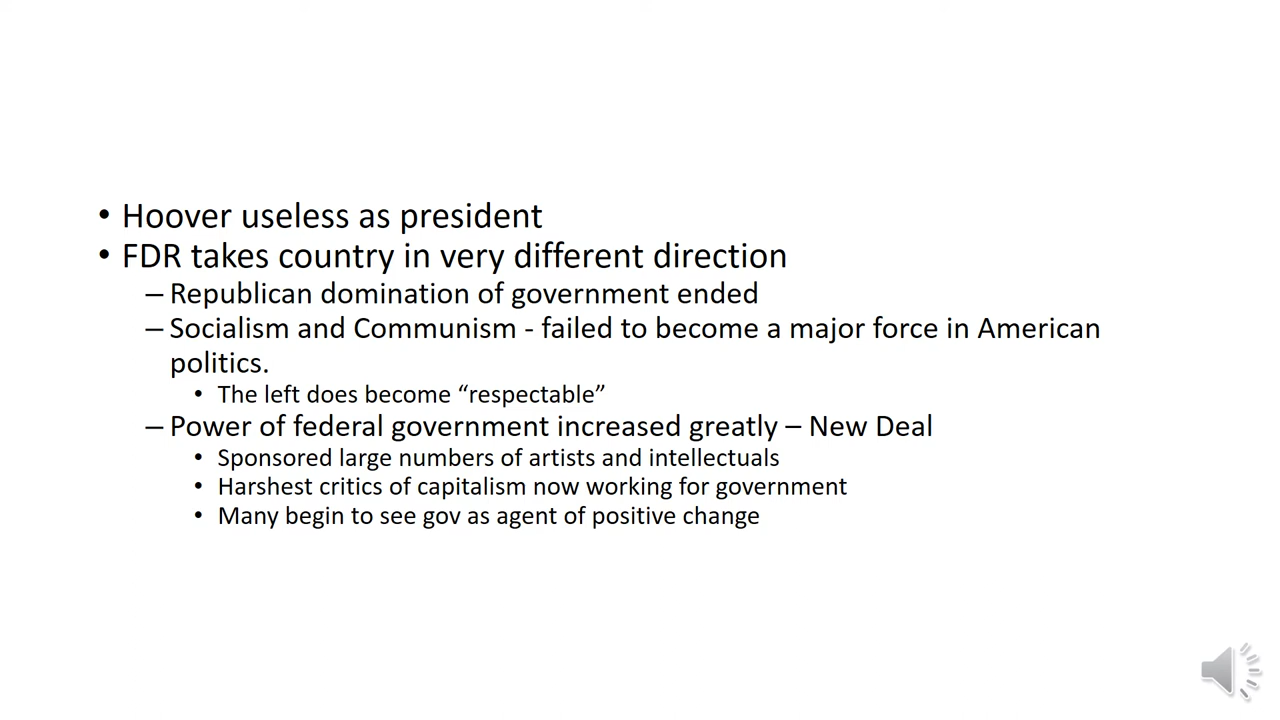 • Hoover useless as president
• FDR takes country in very different direction
– Republican domination of government ended
– Socialism and Communism - failed to become a major force in American
politics.
• The left does become “respectable”
– Power of federal government increased greatly – New Deal
• Sponsored large numbers of artists and intellectuals
• Harshest critics of capitalism now working for government
• Many begin to see gov as agent of positive change